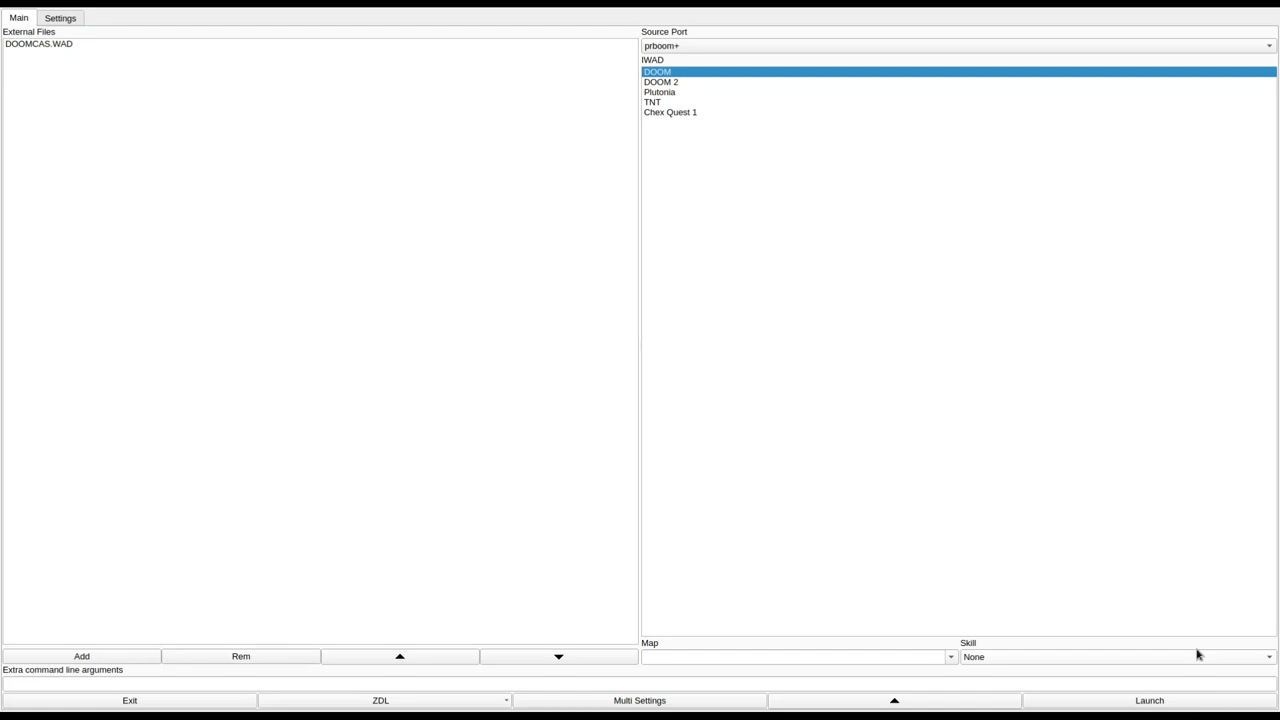 Main Settings
External Files
DOOMCAS.WAD
Source Port
prboom+
IWAD
DOOM
DOOM 2
Plutonia
TNT
Chex Quest 1
Map Skill
None
Add Rem
Extra command line arguments
Exit ZDL Multi Settings Launch